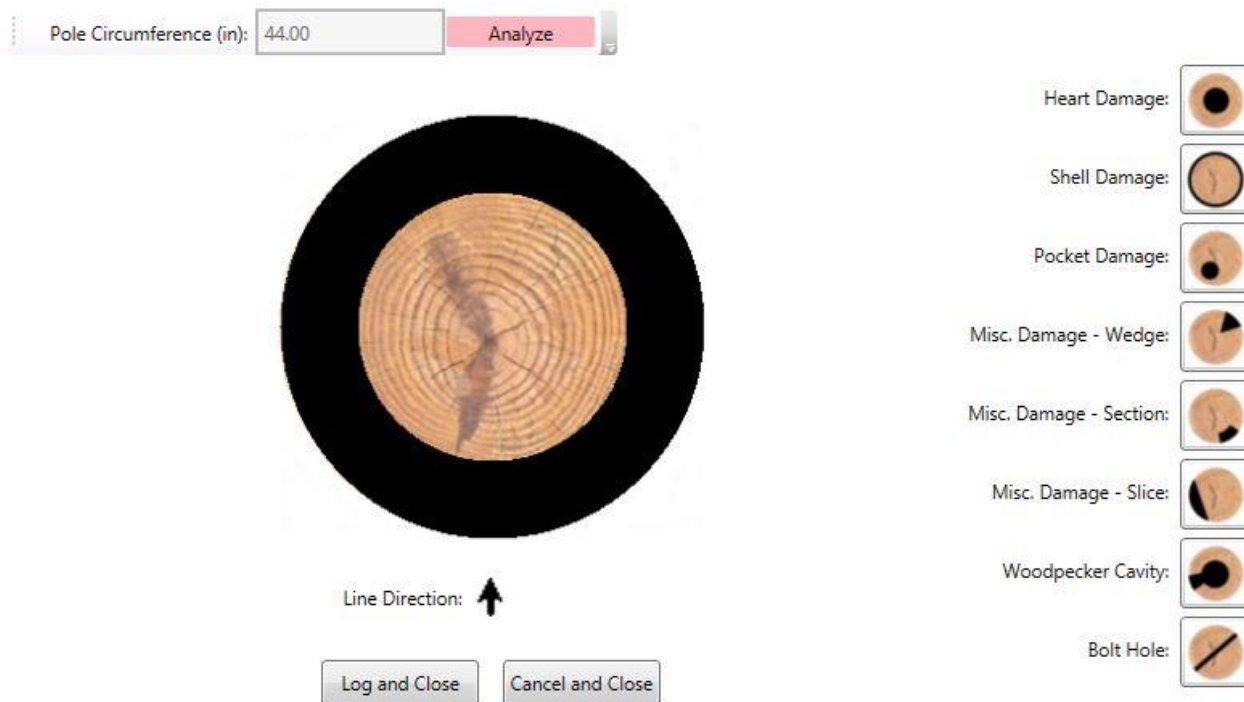 Pole Circumference (in): 44.00 Analyze
Heart Damage:
Shell Damage:
Pocket Damage:
Misc. Damage - Wedge:
Misc. Damage - Section:
Misc. Damage - Slice:
Woodpecker Cavity:
Bolt Hole:
Line Direction:
Log and Close Cancel and Close